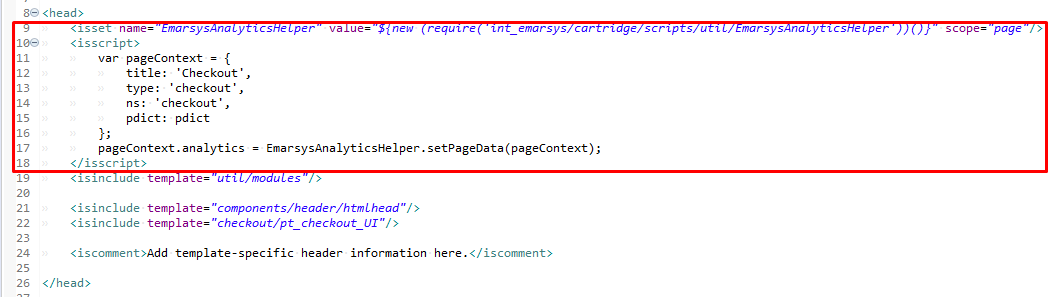 8 <head>
9 <isset name="EmarsysAnalyticsHelper" value="${new (require('int_emarsys/cartridge/scripts/util/EmarsysAnalyticsHelper'))()}" scope="page"/>
10 <isscript>
11 var pageContext = {
12 title: 'Checkout',
13 type: 'checkout',
14 ns: 'checkout',
15 pdict: pdict
16 };
17 pageContext.analytics = EmarsysAnalyticsHelper.setPageData(pageContext);
18 </isscript>
19 <isinclude template="util/modules"/>
20
21 <isinclude template="components/header/htmlhead"/>
22 <isinclude template="checkout/pt_checkout_UI"/>
23
24 <iscomment>Add template-specific header information here.</iscomment>
25
26 </head>
27